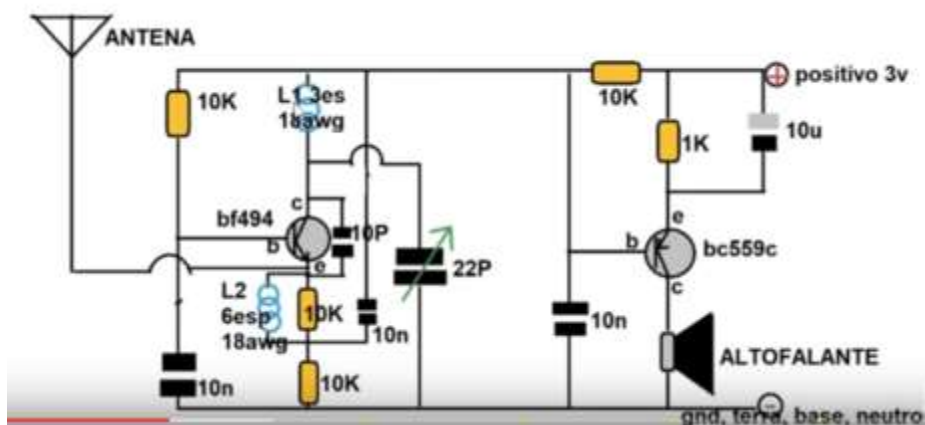 ANTENA
positivo 3v
10K
L1 3es
18awg
10K
1K
10u
c
bf494
b
10P
e
e
b
bc559c
c
22P
L2
6esp
18awg
10K
10n
10n
10K
10n
ALTOFALANTE
gnd, terra, base, neutro